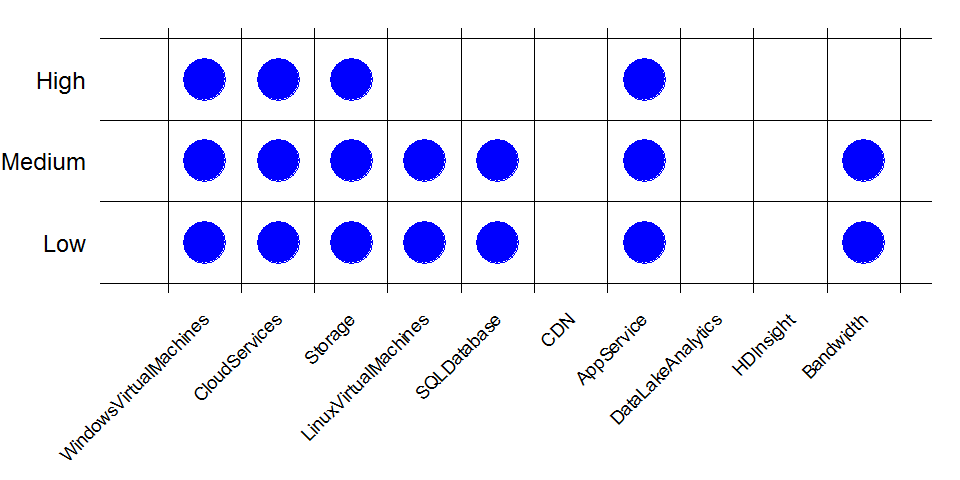 High
Medium
Low
WindowsVirtualMachines
CloudServices
Storage
LinuxVirtualMachines
SQLDatabase
CDN
AppService
DataLakeAnalytics
HDInsight
Bandwidth